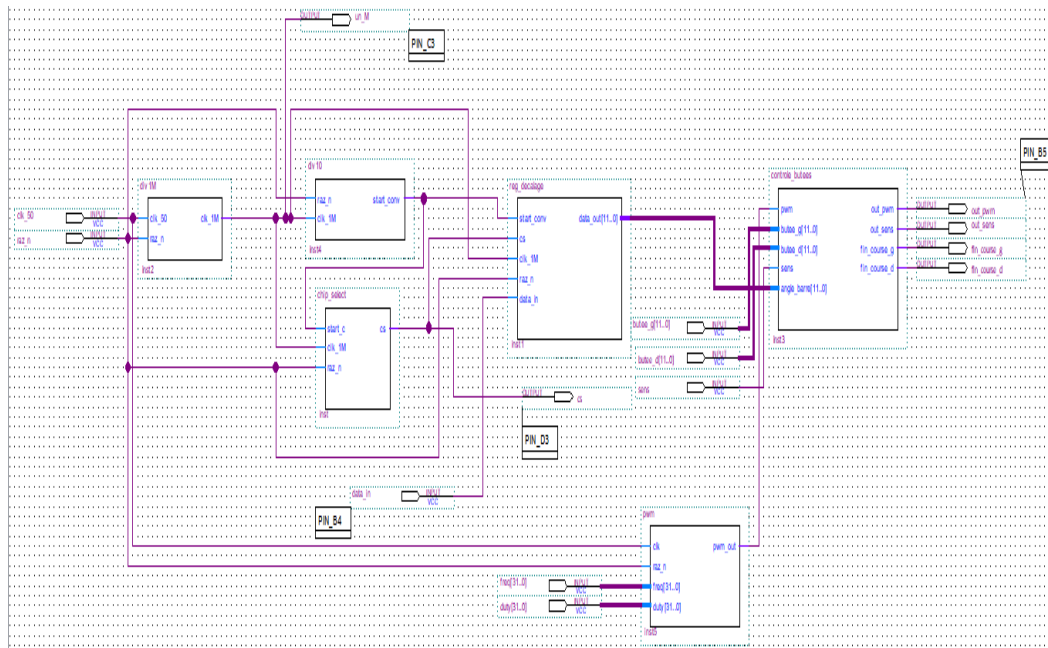 OUTPUT un_M
PIN_C3
PIN_B5
div 1M
clk_50 INPUT VCC
raz_n INPUT VCC
clk_50 clk_1M
raz_n
inst2
div 10
raz_n start_conv
clk_1M
inst4
chip_select
start_c cs
clk_1M
raz_n
inst
reg_decalage
start_conv data_out[11..0]
cs
clk_1M
raz_n
data_in
inst1
controle_butees
pwm out_pwm
butee_g[11..0] out_sens
butee_d[11..0] fin_course_g
sens fin_course_d
angle_barre[11..0]
inst3
OUTPUT out_pwm
OUTPUT out_sens
OUTPUT fin_course_g
OUTPUT fin_course_d
butee_g[11..0] INPUT VCC
butee_d[11..0] INPUT VCC
sens INPUT VCC
OUTPUT cs
PIN_D3
data_in INPUT VCC
PIN_B4
pwm
clk pwm_out
raz_n
freq[31..0]
duty[31..0]
inst5
freq[31..0] INPUT VCC
duty[31..0] INPUT VCC